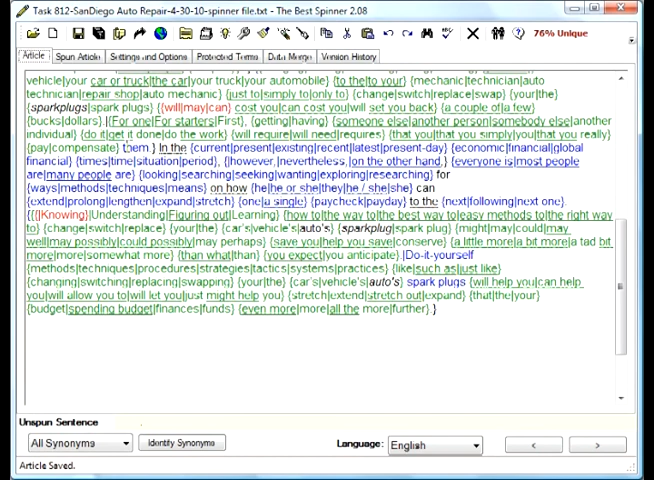 Task 812-SanDiego Auto Repair-4-30-10-spinner file.txt - The Best Spinner 2.08
76% Unique
Article Spun Article Settings and Options Protected Terms Data Merge Version History
vehicle|your car or truck|the car|your truck|your automobile} {to the|to your} {mechanic|technician|auto
technician|repair shop|auto mechanic} {just to|simply to|only to} {change|switch|replace|swap} {your|the}
{sparkplugs|spark plugs} {{will|may|can} cost you|can cost you|will set you back} {a couple of|a few}
{bucks|dollars}.|{For one|For starters|First}, {getting|having} {someone else|another person|somebody else|another
individual} {do it|get it done|do the work} {will require|will need|requires} {that you|that you simply|you|that you really}
{pay|compensate} them.} In the {current|present|existing|recent|latest|present-day} {economic|financial|global
financial} {times|time|situation|period}, {|however,|nevertheless,|on the other hand,} {everyone is|most people
are|many people are} {looking|searching|seeking|wanting|exploring|researching} for
{ways|methods|techniques|means} on how {he|he or she|they|he / she|she} can
{extend|prolong|lengthen|expand|stretch} {one|a single} {paycheck|payday} to the {next|following|next one}.
{{{|Knowing}|Understanding|Figuring out|Learning} {how to|the way to|the best way to|easy methods to|the right way
to} {change|switch|replace} {your|the} {car's|vehicle's|auto's} {sparkplug|spark plug} {might|may|could|may
well|may possibly|could possibly|may perhaps} {save you|help you save|conserve} {a little more|a bit more|a tad bit
more|more|somewhat more} {than what|than} {you expect|you anticipate}.|Do-it-yourself
{methods|techniques|procedures|strategies|tactics|systems|practices} {like|such as|just like}
{changing|switching|replacing|swapping} {your|the} {car's|vehicle's|auto's} spark plugs {will help you|can help
you|will allow you to|will let you|just might help you} {stretch|extend|stretch out|expand} {that|the|your}
{budget|spending budget|finances|funds} {even more|more|all the more|further}.}
Unspun Sentence
All Synonyms Identify Synonyms Language: English < >
Article Saved.